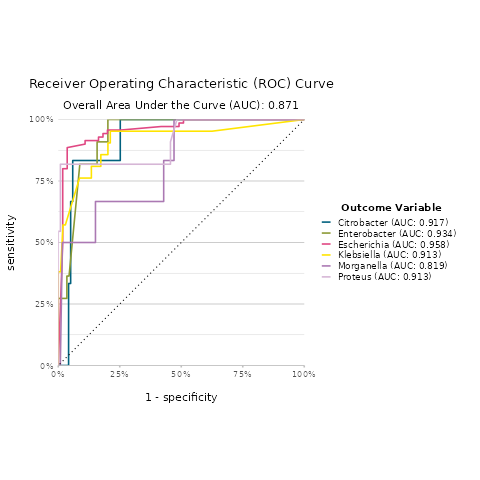 Receiver Operating Characteristic (ROC) Curve
Overall Area Under the Curve (AUC): 0.871
100%
75%
50%
25%
0%
sensitivity
0%
25%
50%
75%
100%
1 - specificity
Outcome Variable
Citrobacter (AUC: 0.917)
Enterobacter (AUC: 0.934)
Escherichia (AUC: 0.958)
Klebsiella (AUC: 0.913)
Morganella (AUC: 0.819)
Proteus (AUC: 0.913)